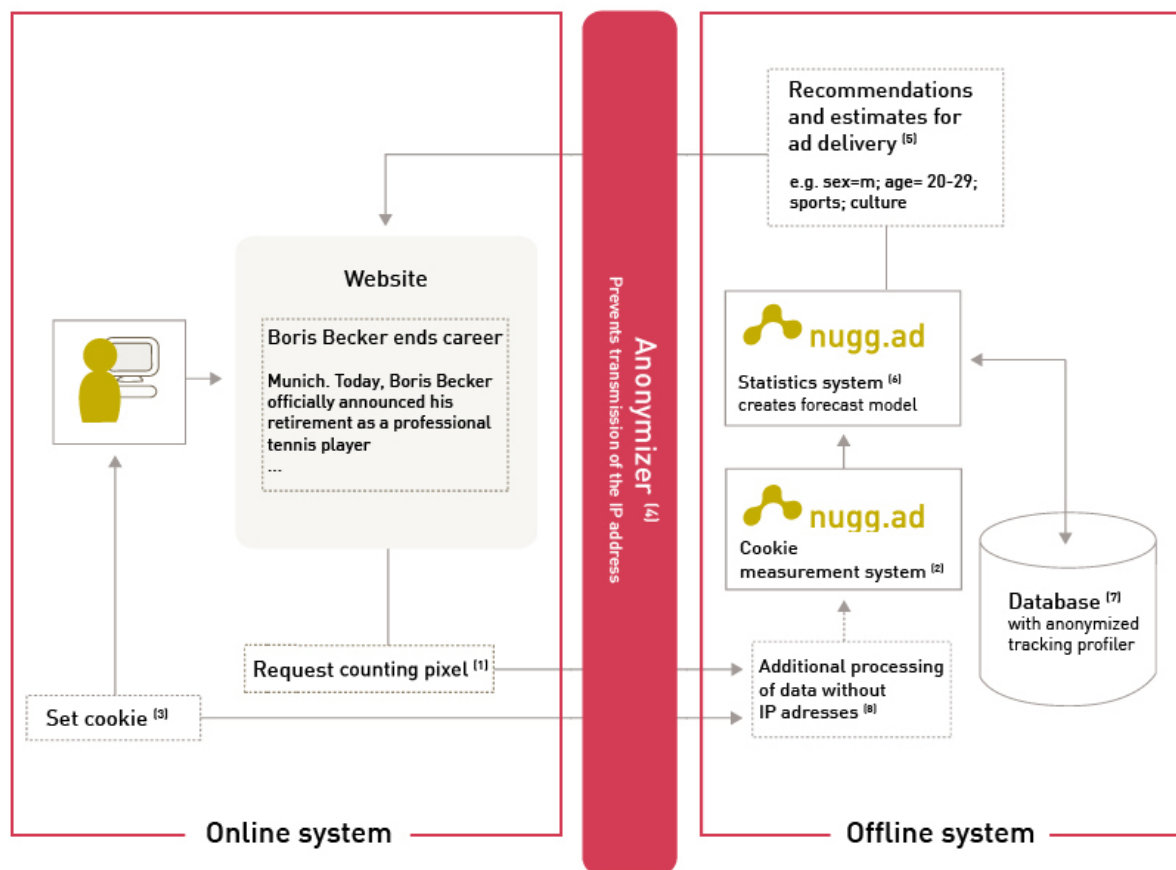 Website
Boris Becker ends career
Munich. Today, Boris Becker
officially announced his
retirement as a professional
tennis player
...
Request counting pixel (1)
Set cookie (3)
Online system
Anonymizer (4)
Prevents transmission of the IP address
Recommendations
and estimates for
ad delivery (5)
e.g. sex=m; age= 20-29;
sports; culture
nugg.ad
Statistics system (6)
creates forecast model
nugg.ad
Cookie
measurement system (2)
Database (7)
with anonymized
tracking profiler
Additional processing
of data without
IP adresses (8)
Offline system